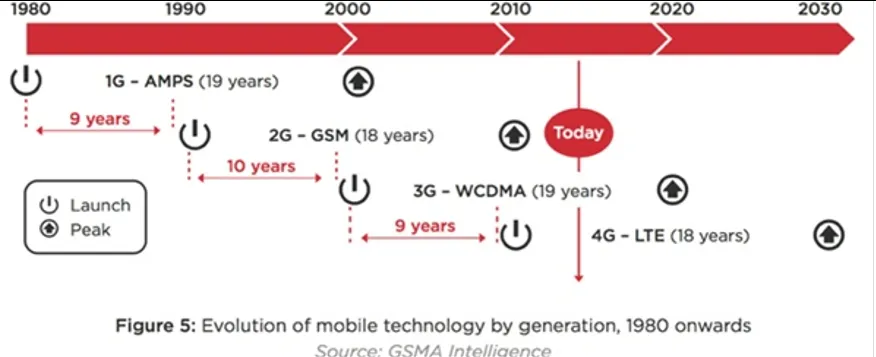 1980 1990 2000 2010 2020 2030
1G – AMPS (19 years)
9 years
2G – GSM (18 years)
Today
10 years
3G – WCDMA (19 years)
Launch
Peak
9 years
4G – LTE (18 years)
Figure 5: Evolution of mobile technology by generation, 1980 onwards
Source: GSMA Intelligence